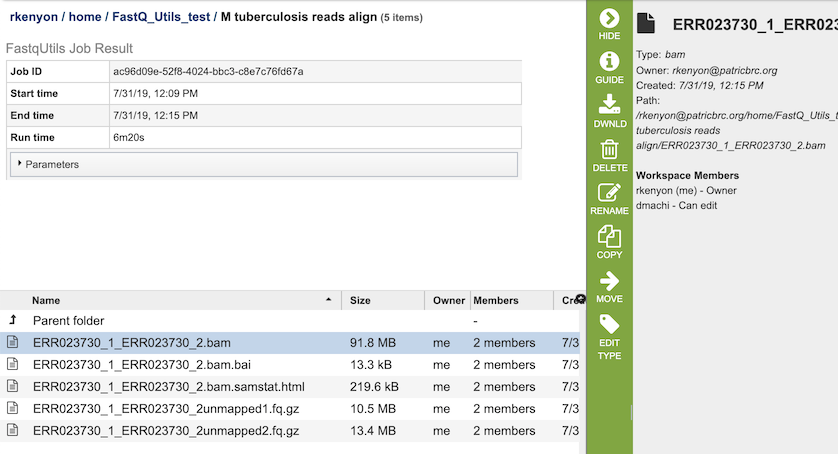 rkenyon / home / FastQ_Utils_test / M tuberculosis reads align (5 items)
FastqUtils Job Result
Job ID ac96d09e-52f8-4024-bbc3-c8e7c76fd67a
Start time 7/31/19, 12:09 PM
End time 7/31/19, 12:15 PM
Run time 6m20s
Parameters
Name Size Owner Members Cre
Parent folder -
ERR023730_1_ERR023730_2.bam 91.8 MB me 2 members 7/3
ERR023730_1_ERR023730_2.bam.bai 13.3 kB me 2 members 7/3
ERR023730_1_ERR023730_2.bam.samstat.html 219.6 kB me 2 members 7/3
ERR023730_1_ERR023730_2unmapped1.fq.gz 10.5 MB me 2 members 7/3
ERR023730_1_ERR023730_2unmapped2.fq.gz 13.4 MB me 2 members 7/3
HIDE
GUIDE
DWNLD
DELETE
RENAME
COPY
MOVE
EDIT
TYPE
ERR023730_1_ERR023
Type: bam
Owner: rkenyon@patricbrc.org
Created: 7/31/19, 12:15 PM
Path:
/rkenyon@patricbrc.org/home/FastQ_Utils_t
tuberculosis reads
align/ERR023730_1_ERR023730_2.bam
Workspace Members
rkenyon (me) - Owner
dmachi - Can edit